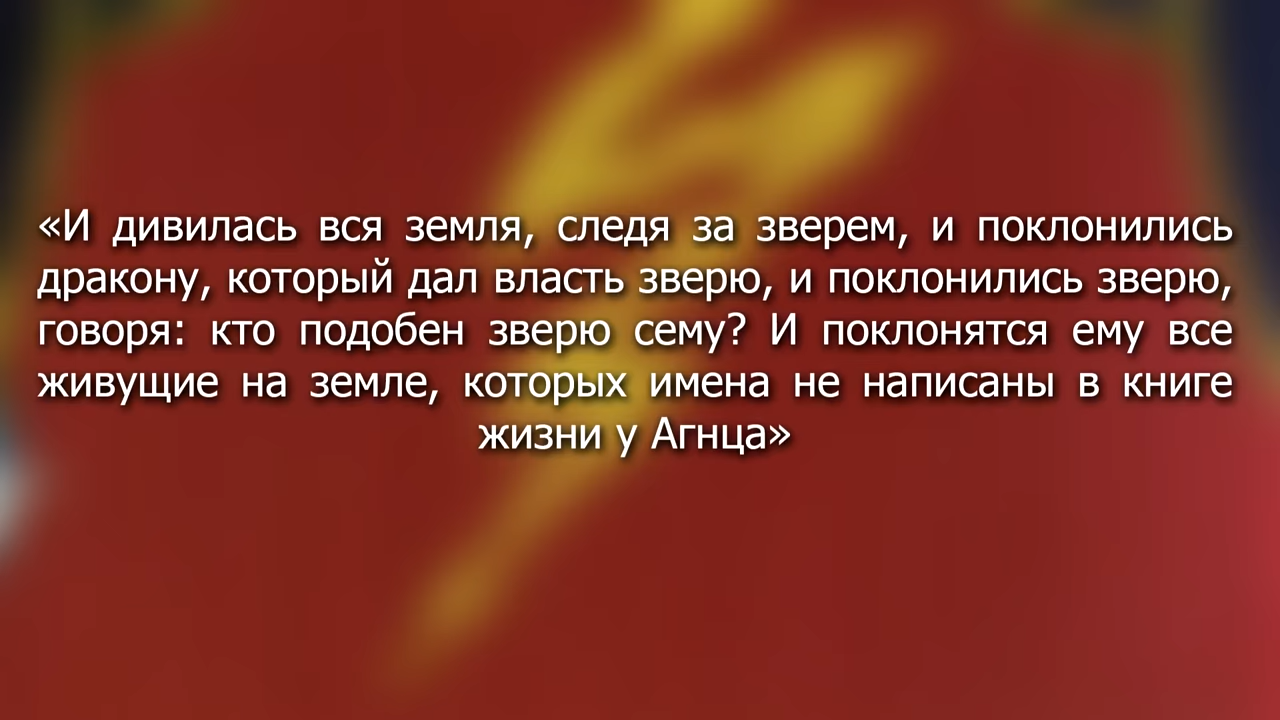 «И дивилась вся земля, следя за зверем, и поклонились
дракону, который дал власть зверю, и поклонились зверю,
говоря: кто подобен зверю сему? И поклонятся ему все
живущие на земле, которых имена не написаны в книге
жизни у Агнца»